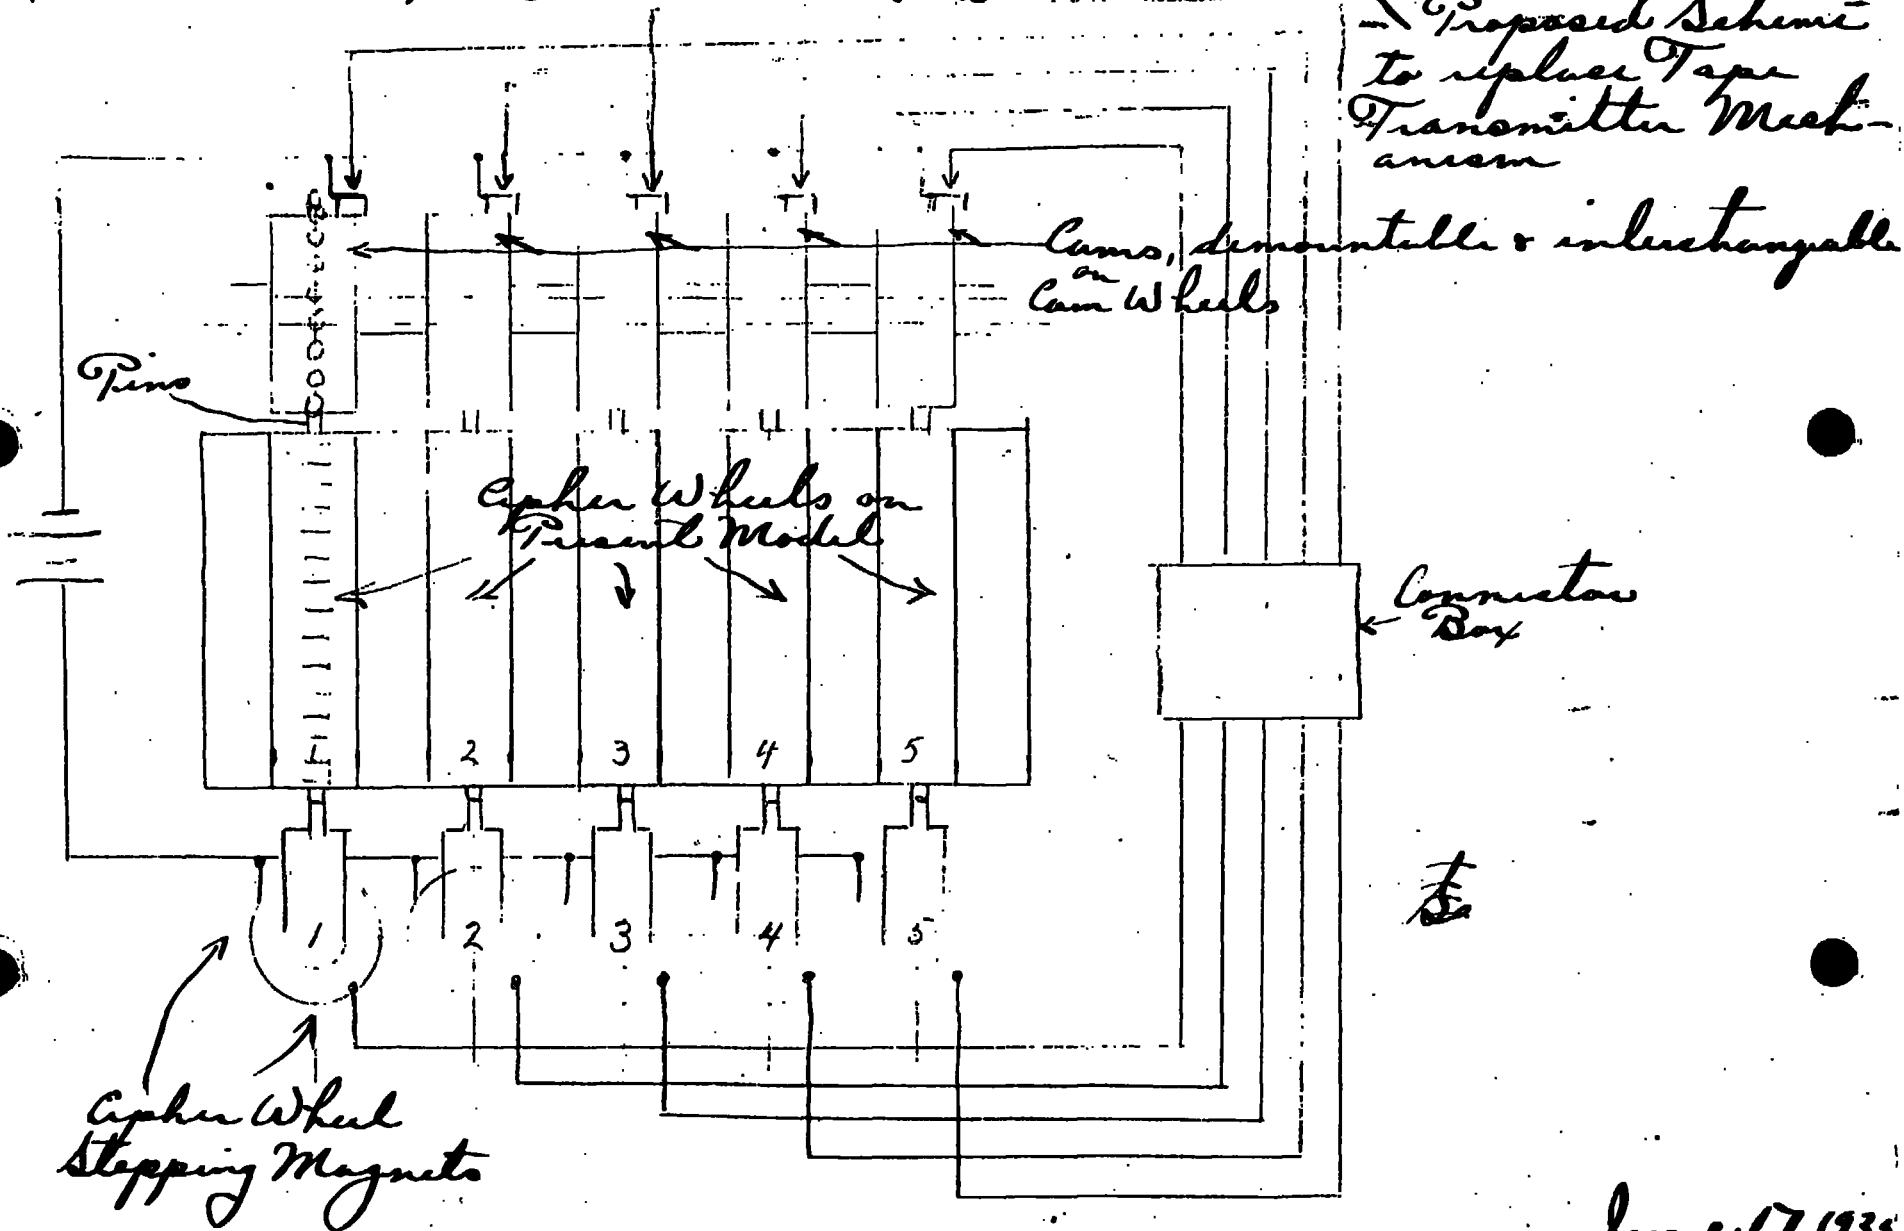 Proposed Scheme
to replace Tape
Transmitter Mech-
anism
Cams, demountable & interchangable
on
Cam Wheels
Pins
Cipher Wheels on
Present Model
Connector
Box
1 2 3 4 5
1 2 3 4 5
Cipher Wheel
Stepping Magnets